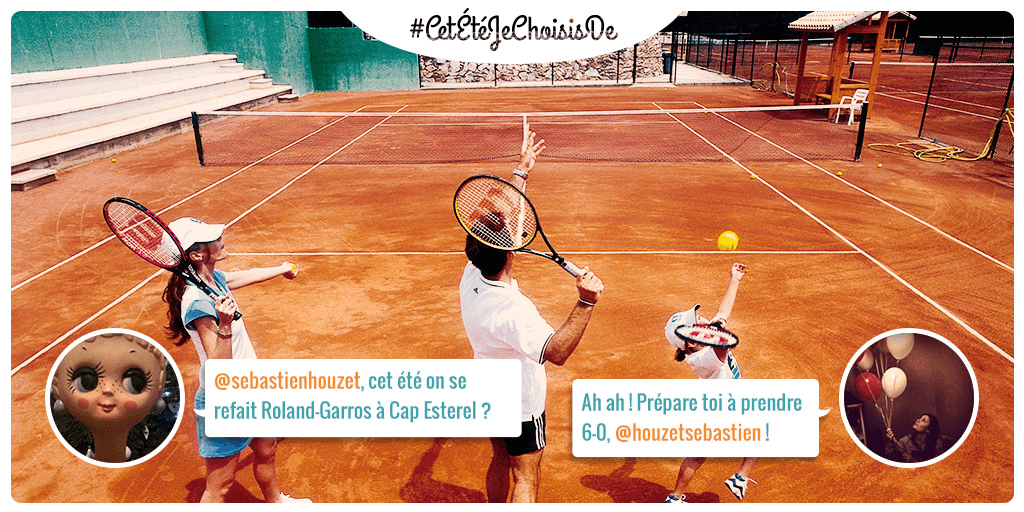 #CetÉtéJeChoisisDe
@sebastienhouzet, cet été on se
refait Roland-Garros à Cap Esterel ?
Ah ah ! Prépare toi à prendre
6-0, @houzetsebastien !